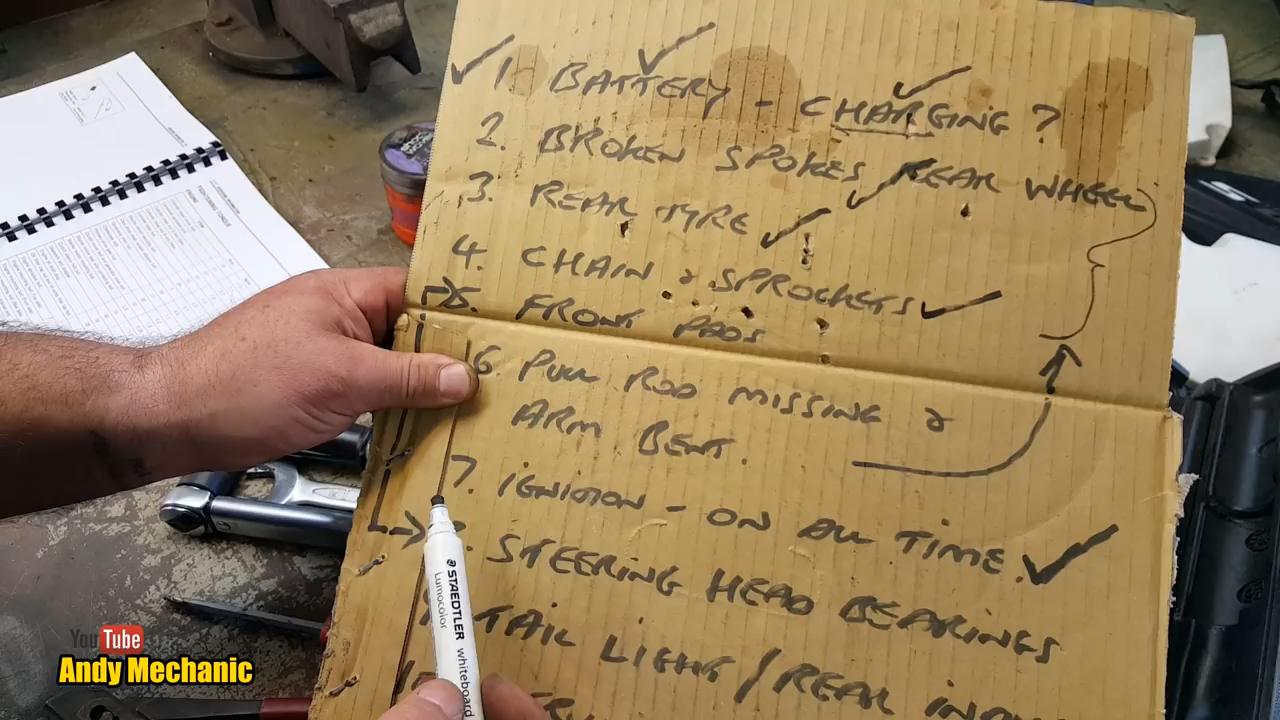 1. BATTERY - CHARGING ?
2. BROKEN SPOKES REAR WHEEL
3. REAR TYRE
4. CHAIN & SPROCKETS
5. FRONT PADS
6 PULL ROD MISSING &
ARM BENT.
7. IGNITION - ON ALL TIME.
STEERING HEAD BEARINGS
TAIL LIGHT / REAR
STAEDTLER
Lumocolor
whiteboard
YouTube
Andy Mechanic